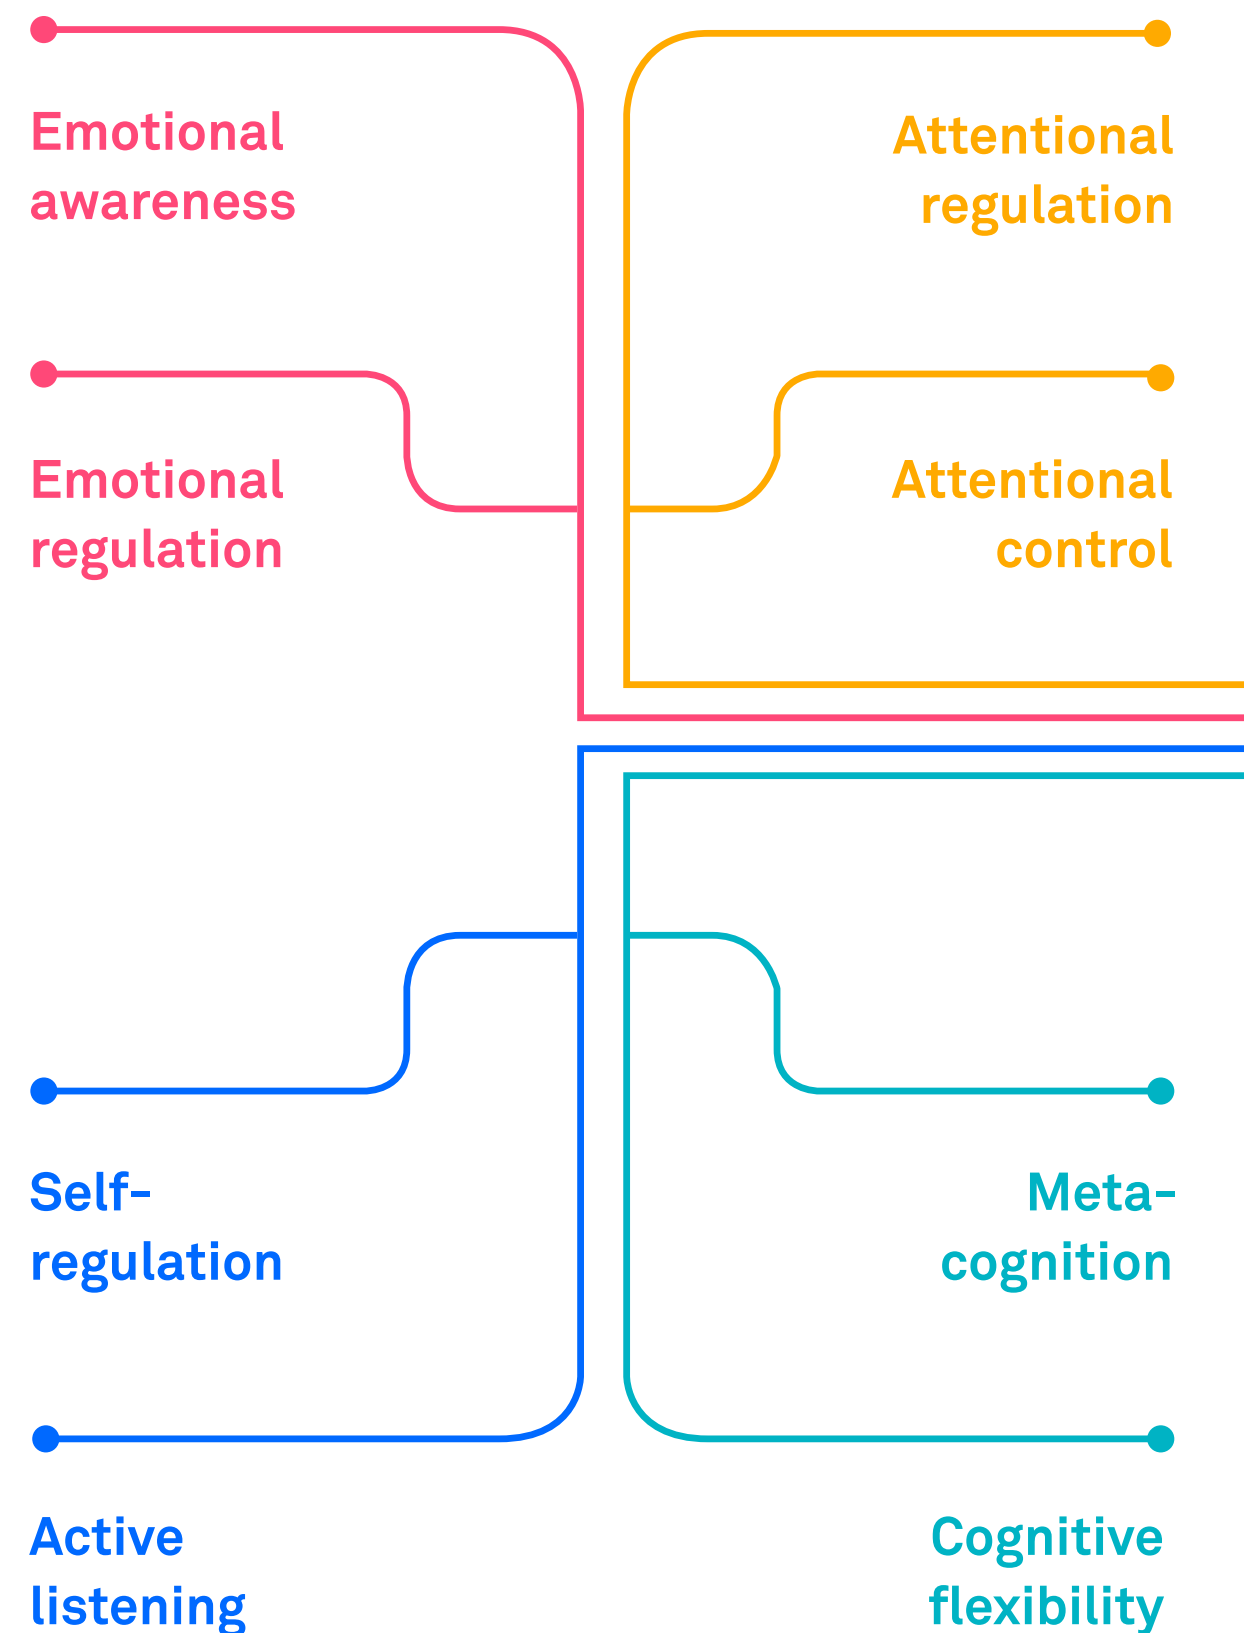 Emotional
awareness
Attentional
regulation
Emotional
regulation
Attentional
control
Self-
regulation
Meta-
cognition
Active
listening
Cognitive
flexibility